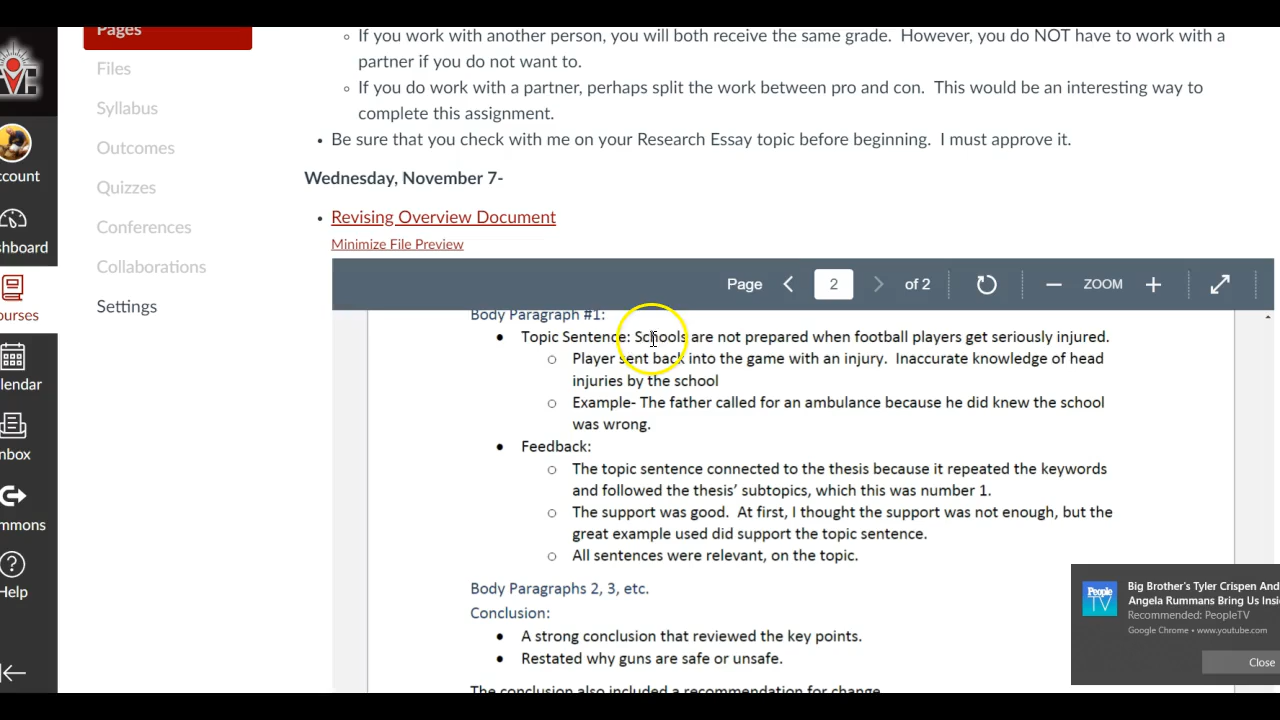 Pages
If you work with another person, you will both receive the same grade. However, you do NOT have to work with a
partner if you do not want to.
Files
If you do work with a partner, perhaps split the work between pro and con. This would be an interesting way to
complete this assignment.
Syllabus
Be sure that you check with me on your Research Essay topic before beginning. I must approve it.
Outcomes
Wednesday, November 7-
Quizzes
Revising Overview Document
Minimize File Preview
Conferences
Collaborations
Settings
ccount
shboard
ourses
lendar
nbox
mmons
Help
Page 2 of 2 ZOOM
Body Paragraph #1:
Topic Sentence: Schools are not prepared when football players get seriously injured.
Player sent back into the game with an injury. Inaccurate knowledge of head
injuries by the school
Example- The father called for an ambulance because he did knew the school
was wrong.
Feedback:
The topic sentence connected to the thesis because it repeated the keywords
and followed the thesis' subtopics, which this was number 1.
The support was good. At first, I thought the support was not enough, but the
great example used did support the topic sentence.
All sentences were relevant, on the topic.
Body Paragraphs 2, 3, etc.
Conclusion:
A strong conclusion that reviewed the key points.
Restated why guns are safe or unsafe.
The conclusion also included a recommendation for change
People
TV
Big Brother's Tyler Crispen And
Angela Rummans Bring Us Insi
Recommended: PeopleTV
Google Chrome • www.youtube.com
Close